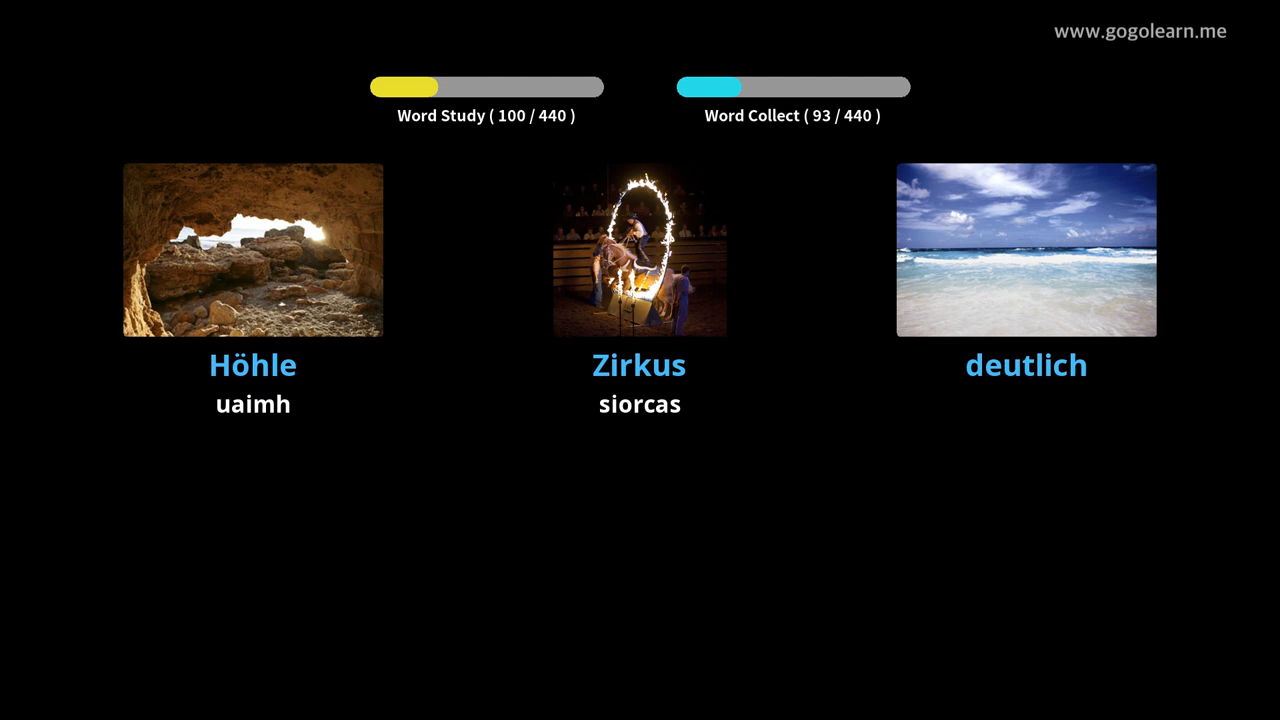 www.gogolearn.me
Word Study ( 100 / 440 )
Word Collect ( 93 / 440 )
Höhle
uaimh
Zirkus
siorcas
deutlich